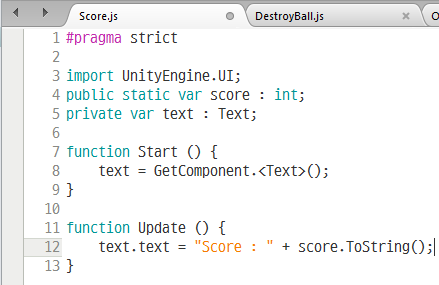 Score.js
DestroyBall.js
1 #pragma strict
2
3 import UnityEngine.UI;
4 public static var score : int;
5 private var text : Text;
6
7 function Start () {
8     text = GetComponent.<Text>();
9 }
10
11 function Update () {
12     text.text = "Score : " + score.ToString();
13 }